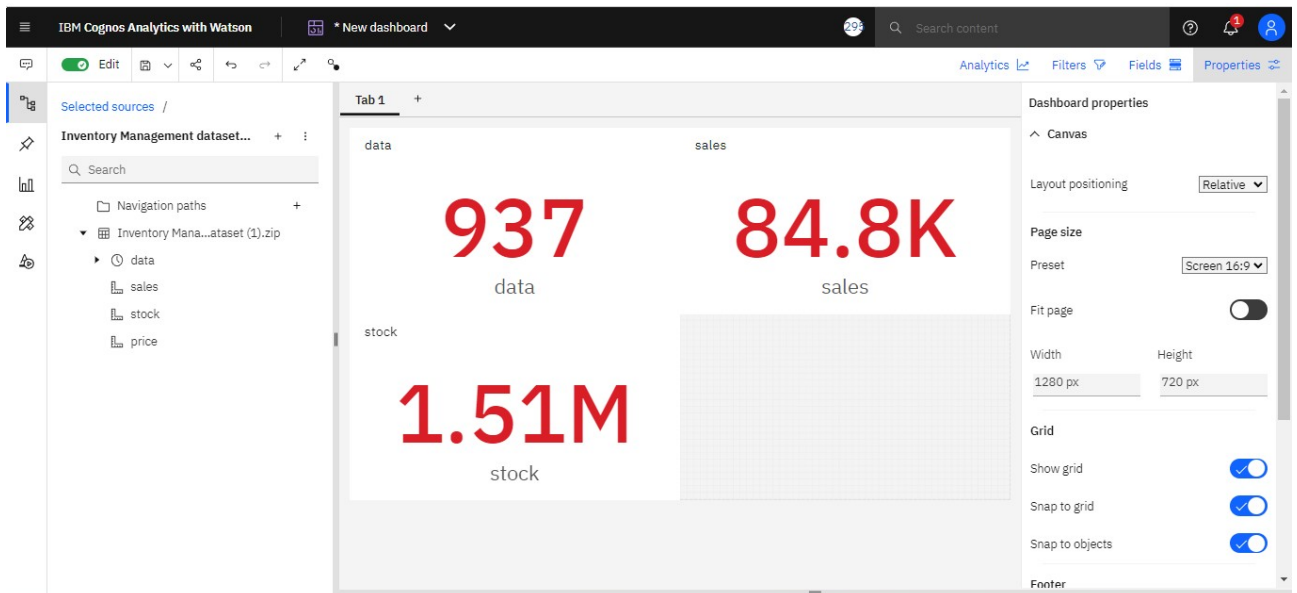 IBM Cognos Analytics with Watson
* New dashboard
Search content
1
Edit
Analytics
Filters
Fields
Properties
Selected sources /
Inventory Management dataset...
Search
Navigation paths
Inventory Mana...ataset (1).zip
data
sales
stock
price
Tab 1
data
937
data
sales
84.8K
sales
stock
1.51M
stock
Dashboard properties
Canvas
Layout positioning Relative
Page size
Preset Screen 16:9
Fit page
Width Height
1280 px 720 px
Grid
Show grid
Snap to grid
Snap to objects
Footer